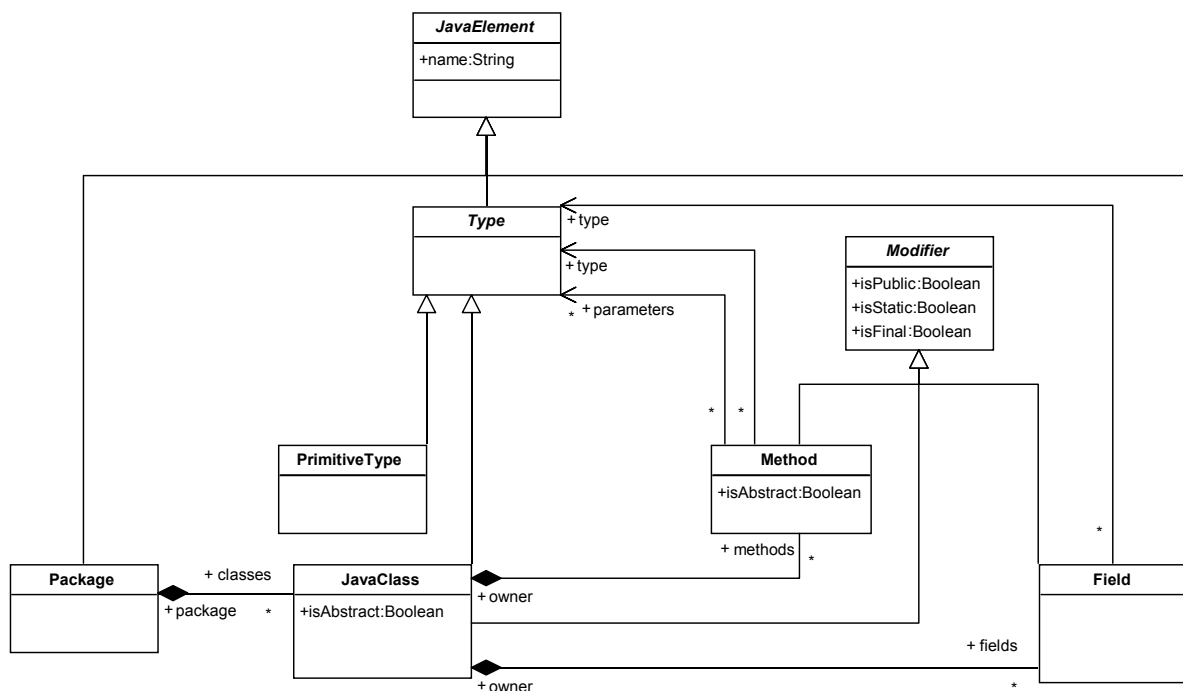 JavaElement
+name:String
Type
+ type
+ type
* + parameters
Modifier
+isPublic:Boolean
+isStatic:Boolean
+isFinal:Boolean
* *
PrimitiveType
Method
+isAbstract:Boolean
*
+ methods *
Package
+ classes
+ package *
JavaClass
+isAbstract:Boolean
+ owner
Field
+ fields
+ owner *